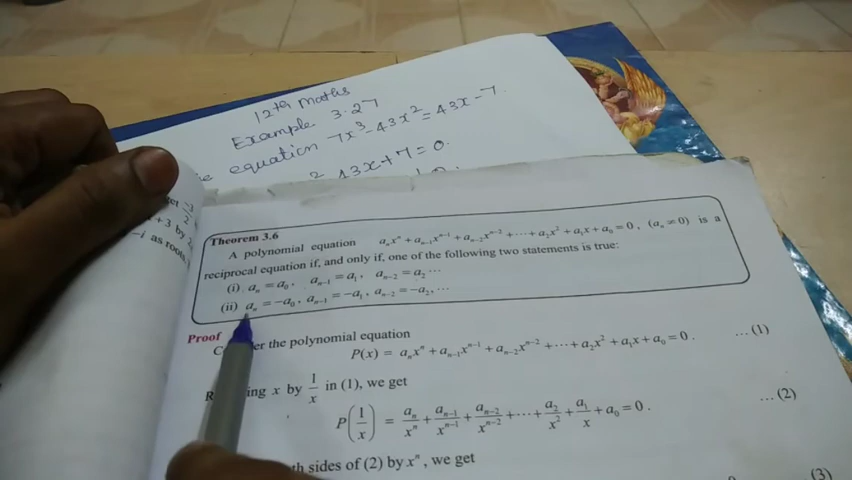 12th Maths
Example 3.27
equation 7x³-43x² = 43x-7.
43x+7=0.
+3 by
-i as roots
Theorem 3.6
A polynomial equation aₙxⁿ + aₙ₋₁xⁿ⁻¹ + aₙ₋₂xⁿ⁻² + ··· + a₂x² + a₁x + a₀ = 0, (aₙ ≠ 0) is a
reciprocal equation if, and only if, one of the following two statements is true:
(i) aₙ = a₀, aₙ₋₁ = a₁, aₙ₋₂ = a₂ ···
(ii) aₙ = -a₀, aₙ₋₁ = -a₁, aₙ₋₂ = -a₂, ...
Proof
the polynomial equation
P(x) = aₙxⁿ + aₙ₋₁xⁿ⁻¹ + aₙ₋₂xⁿ⁻² + ··· + a₂x² + a₁x + a₀ = 0. ... (1)
x by 1/x in (1), we get
P(1/x) = aₙ/xⁿ + aₙ₋₁/xⁿ⁻¹ + aₙ₋₂/xⁿ⁻² + ··· + a₂/x² + a₁/x + a₀ = 0. ... (2)
sides of (2) by xⁿ, we get
(3)